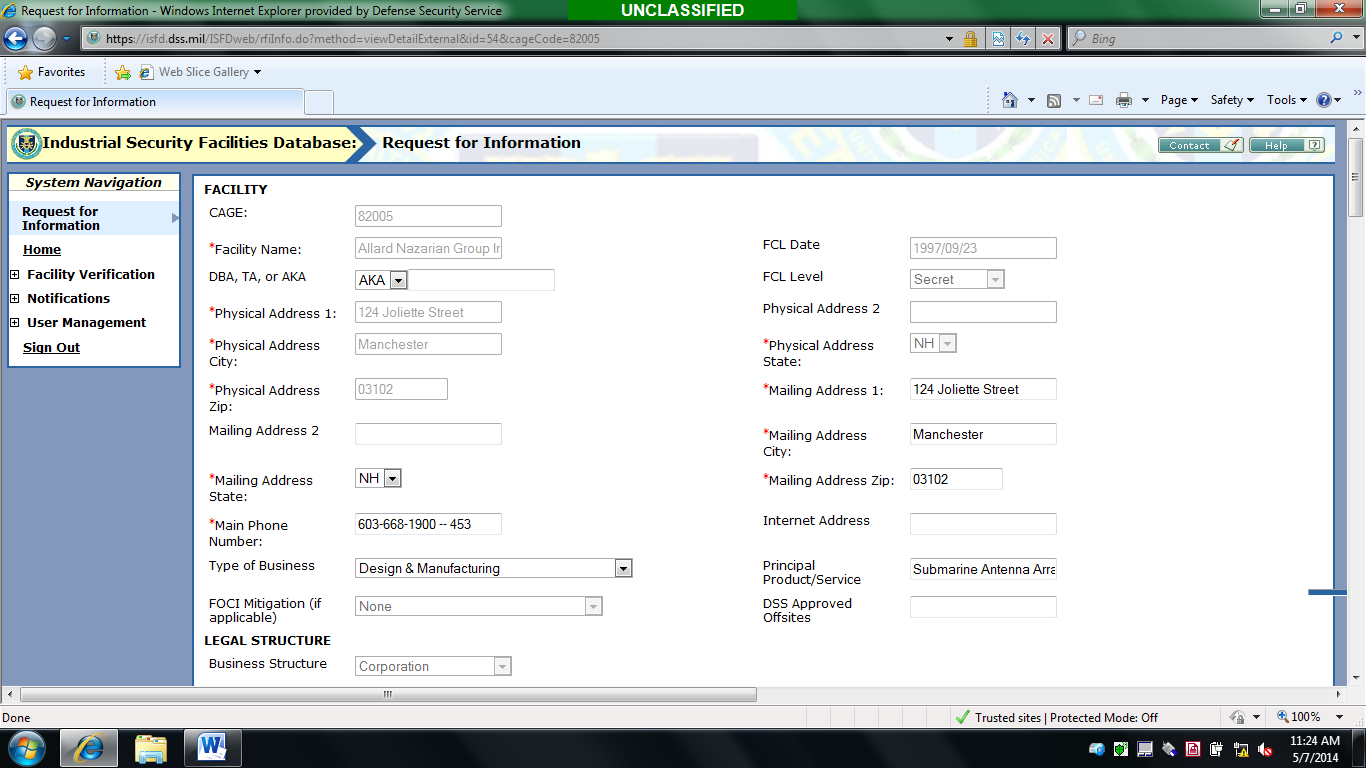 Request for Information - Windows Internet Explorer provided by Defense Security Service
UNCLASSIFIED
https://isfd.dss.mil/ISFDweb/rfiInfo.do?method=viewDetailExternal&id=54&cageCode=82005
Bing
Favorites
Web Slice Gallery
Request for Information
Page
Safety
Tools
Industrial Security Facilities Database:
Request for Information
Contact
Help
System Navigation
Request for
Information
Home
Facility Verification
Notifications
User Management
Sign Out
FACILITY
CAGE: 82005
*Facility Name: Allard Nazarian Group Ir
FCL Date 1997/09/23
DBA, TA, or AKA AKA
FCL Level Secret
*Physical Address 1: 124 Joliette Street
Physical Address 2
*Physical Address
City: Manchester
*Physical Address
State: NH
*Physical Address
Zip: 03102
*Mailing Address 1: 124 Joliette Street
Mailing Address 2
*Mailing Address
City: Manchester
*Mailing Address
State: NH
*Mailing Address Zip: 03102
*Main Phone
Number: 603-668-1900 -- 453
Internet Address
Type of Business Design & Manufacturing
Principal
Product/Service Submarine Antenna Arra
FOCI Mitigation (if
applicable) None
DSS Approved
Offsites
LEGAL STRUCTURE
Business Structure Corporation
Done
Trusted sites | Protected Mode: Off
100%
11:24 AM
5/7/2014